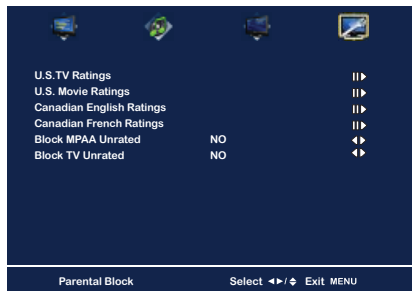 U.S.TV Ratings
U.S. Movie Ratings
Canadian English Ratings
Canadian French Ratings
Block MPAA Unrated NO
Block TV Unrated NO
Parental Block Select ◄►/◆ Exit MENU